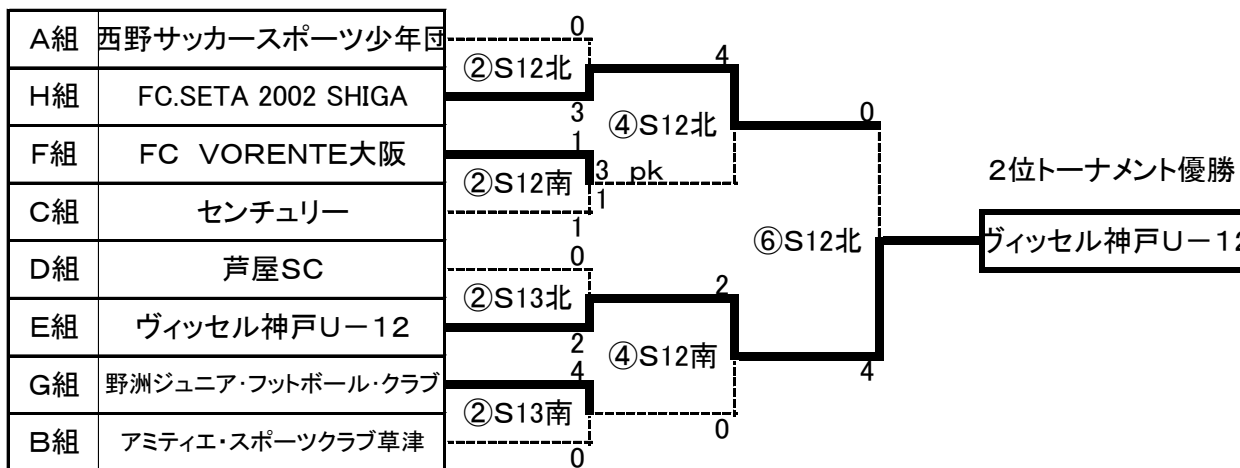 A組 西野サッカースポーツ少年団 0
②S12北 4
H組 FC.SETA 2002 SHIGA 3
④S12北 0
F組 FC VORENTE大阪 1
②S12南 3 pk
1
2位トーナメント優勝
C組 センチュリー 1
⑥S12北 ヴィッセル神戸U-12
D組 芦屋SC 0
②S13北 2
E組 ヴィッセル神戸U-12 2
④S12南 4
G組 野洲ジュニア・フットボール・クラブ 4
②S13南 0
B組 アミティエ・スポーツクラブ草津 0